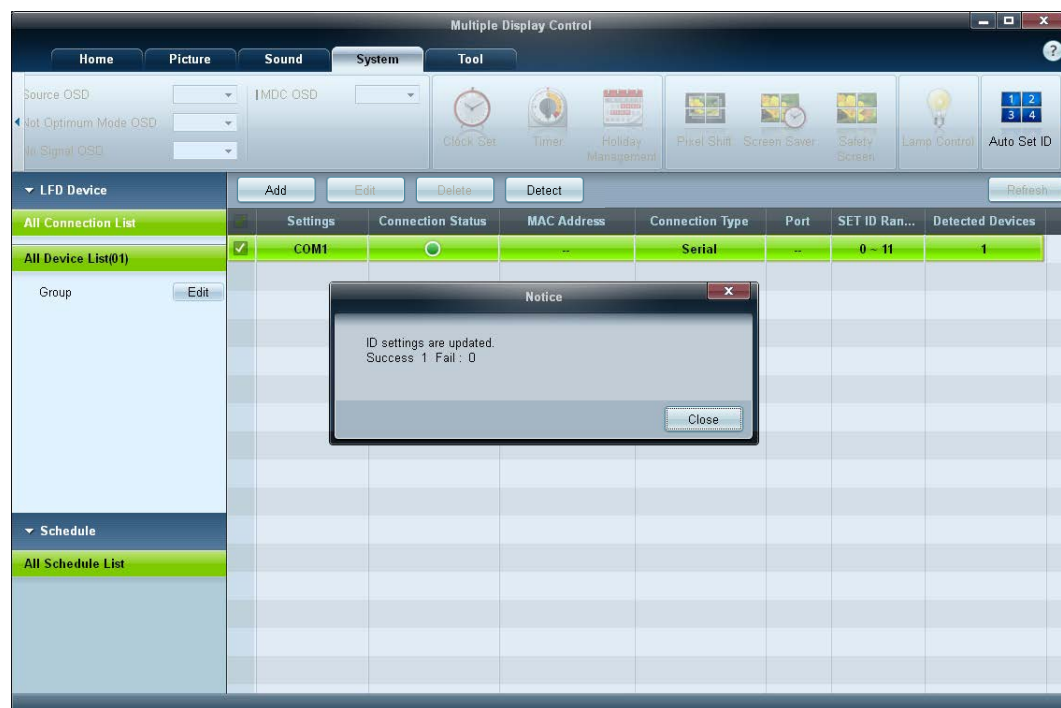 Multiple Display Control
Home Picture Sound System Tool
?
Source OSD MDC OSD
Not Optimum Mode OSD
No Signal OSD
Clock Set Timer Holiday Management Pixel Shift Screen Saver Safety Screen Lamp Control
1 2
3 4
Auto Set ID
LFD Device
Add Edit Delete Detect Refresh
All Connection List
Settings Connection Status MAC Address Connection Type Port SET ID Ran... Detected Devices
COM1 -- Serial -- 0 ~ 11 1
All Device List(01)
Group Edit
Notice
ID settings are updated.
Success 1 Fail : 0
Close
Schedule
All Schedule List